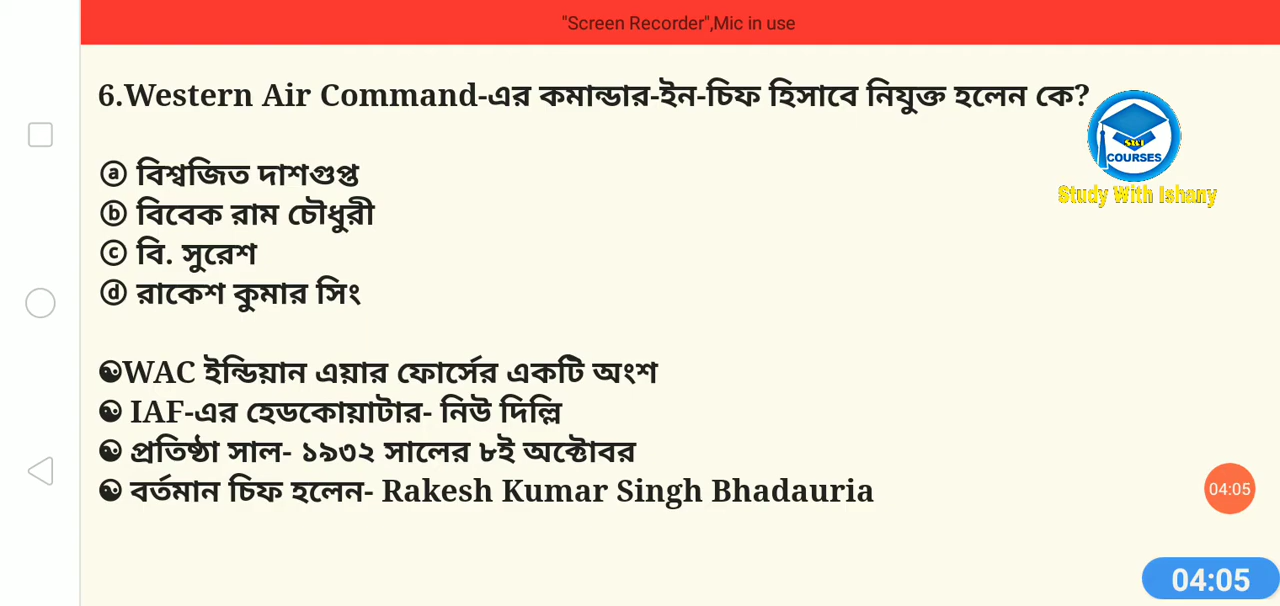 "Screen Recorder",Mic in use
6.Western Air Command-এর কমান্ডার-ইন-চিফ হিসাবে নিযুক্ত হলেন কে?
ⓐ বিশ্বজিত দাশগুপ্ত
ⓑ বিবেক রাম চৌধুরী
ⓒ বি. সুরেশ
ⓓ রাকেশ কুমার সিং
COURSES
Study With Ishany
☯WAC ইন্ডিয়ান এয়ার ফোর্সের একটি অংশ
☯ IAF-এর হেডকোয়াটার- নিউ দিল্লি
☯ প্রতিষ্ঠা সাল- ১৯৩২ সালের ৮ই অক্টোবর
☯ বর্তমান চিফ হলেন- Rakesh Kumar Singh Bhadauria
04:05
04:05